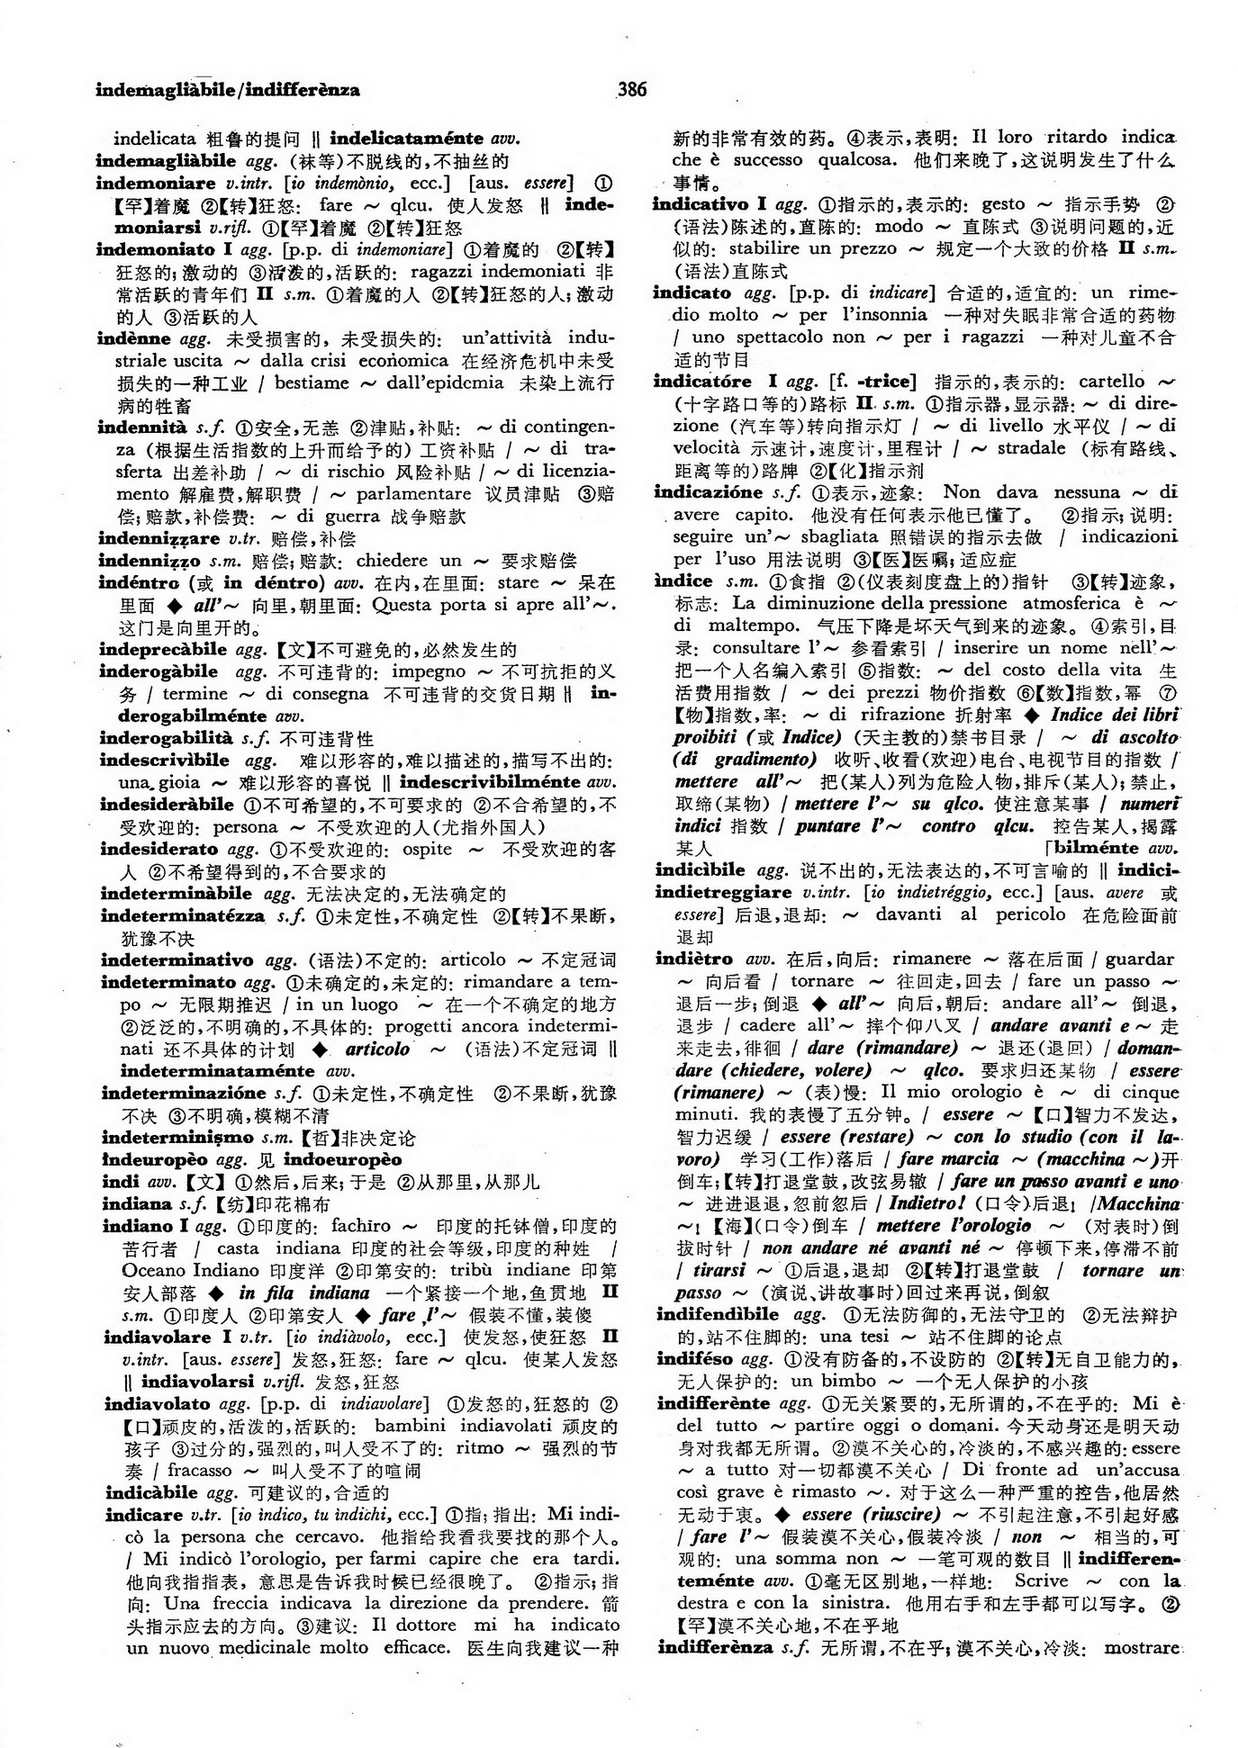 indemagliàbile/indifferènza
386
indelicata 粗鲁的提问 ‖ indelicataménte avv.
indemagliàbile agg. (袜等)不脱线的,不抽丝的
indemoniare v.intr. [io indemònio, ecc.] [aus. essere] ①
【罕】着魔 ②【转】狂怒: fare ~ qlcu. 使人发怒 ‖ inde-
moniarsi v.rifl. ①【罕】着魔 ②【转】狂怒
indemoniato I agg. [p.p. di indemoniare] ①着魔的 ②【转】
狂怒的; 激动的 ③活泼的,活跃的: ragazzi indemoniati 非
常活跃的青年们 II s.m. ①着魔的人 ②【转】狂怒的人; 激动
的人 ③活跃的人
indènne agg. 未受损害的, 未受损失的: un'attività indu-
striale uscita ~ dalla crisi economica 在经济危机中未受
损失的一种工业 / bestiame ~ dall'epidemia 未染上流行
病的牲畜
indennità s.f. ①安全,无恙 ②津贴,补贴: ~ di contingen-
za (根据生活指数的上升而给予的) 工资补贴 / ~ di tra-
sferta 出差补助 / ~ di rischio 风险补贴 / ~ di licenzia-
mento 解雇费,解职费 / ~ parlamentare 议员津贴 ③赔
偿; 赔款,补偿费: ~ di guerra 战争赔款
indennizzare v.tr. 赔偿,补偿
indennizzo s.m. 赔偿; 赔款: chiedere un ~ 要求赔偿
indéntro (或 in déntro) avv. 在内,在里面: stare ~ 呆在
里面 ◆ all'~ 向里,朝里面: Questa porta si apre all'~.
这门是向里开的。
indeprecàbile agg. 【文】不可避免的,必然发生的
inderogàbile agg. 不可违背的: impegno ~ 不可抗拒的义
务 / termine ~ di consegna 不可违背的交货日期 ‖ in-
derogabilménte avv.
inderogabilità s.f. 不可违背性
indescrivìbile agg. 难以形容的,难以描述的,描写不出的:
una gioia ~ 难以形容的喜悦 ‖ indescrivibilménte avv.
indesideràbile ①不可希望的,不可要求的 ②不合希望的,不
受欢迎的: persona ~ 不受欢迎的人(尤指外国人)
indesiderato agg. ①不受欢迎的: ospite ~ 不受欢迎的客
人 ②不希望得到的,不合要求的
indeterminàbile agg. 无法决定的,无法确定的
indeterminatézza s.f. ①未定性,不确定性 ②【转】不果断,
犹豫不决
indeterminativo agg. (语法)不定的: articolo ~ 不定冠词
indeterminato agg. ①未确定的,未定的: rimandare a tem-
po ~ 无限期推迟 / in un luogo ~ 在一个不确定的地方
②泛泛的,不明确的,不具体的: progetti ancora indetermi-
nati 还不具体的计划 ◆ articolo ~ (语法)不定冠词 ‖
indeterminataménte avv.
indeterminazióne s.f. ①未定性,不确定性 ②不果断,犹豫
不决 ③不明确,模糊不清
indeterminismo s.m.【哲】非决定论
indeuropèo agg. 见 indoeuropèo
indi avv. 【文】①然后,后来; 于是 ②从那里,从那儿
indiana s.f. 【纺】印花棉布
indiano I agg. ①印度的: fachiro ~ 印度的托钵僧,印度的
苦行者 / casta indiana 印度的社会等级,印度的种姓 /
Oceano Indiano 印度洋 ②印第安的: tribù indiane 印第
安人部落 ◆ in fila indiana 一个紧接一个地,鱼贯地 II
s.m. ①印度人 ②印第安人 ◆ fare l'~ 假装不懂,装傻
indiavolare I v.tr. [io indiàvolo, ecc.] 使发怒,使狂怒 II
v.intr. [aus. essere] 发怒,狂怒: fare ~ qlcu. 使某人发怒
‖ indiavolarsi v.rifl. 发怒,狂怒
indiavolato agg. [p.p. di indiavolare] ①发怒的,狂怒的 ②
【口】顽皮的,活泼的,活跃的: bambini indiavolati 顽皮的
孩子 ③过分的,强烈的,叫人受不了的: ritmo ~ 强烈的节
奏 / fracasso ~ 叫人受不了的喧闹
indicàbile agg. 可建议的,合适的
indicare v.tr. [io indico, tu indichi, ecc.] ①指; 指出: Mi indi-
cò la persona che cercavo. 他指给我看我要找的那个人。
/ Mi indicò l'orologio, per farmi capire che era tardi.
他向我指指表, 意思是告诉我时候已经很晚了。 ②指示; 指
向: Una freccia indicava la direzione da prendere. 箭
头指示应去的方向。③建议: Il dottore mi ha indicato
un nuovo medicinale molto efficace. 医生向我建议一种
新的非常有效的药。④表示,表明: Il loro ritardo indica
che è successo qualcosa. 他们来晚了,这说明发生了什么
事情。
indicativo I agg. ①指示的,表示的: gesto ~ 指示手势 ②
(语法)陈述的,直陈的: modo ~ 直陈式 ③说明问题的,近
似的: stabilire un prezzo ~ 规定一个大致的价格 II s.m.
(语法)直陈式
indicato agg. [p.p. di indicare] 合适的,适宜的: un rime-
dio molto ~ per l'insonnia 一种对失眠非常合适的药物
/ uno spettacolo non ~ per i ragazzi 一种对儿童不合
适的节目
indicatóre I agg. [f. -trice] 指示的,表示的: cartello ~
(十字路口等的)路标 II s.m. ①指示器,显示器: ~ di dire-
zione (汽车等)转向指示灯 / ~ di livello 水平仪 / ~ di
velocità 示速计,速度计,里程计 / ~ stradale (标有路线、
距离等的)路牌 ②【化】指示剂
indicazióne s.f. ①表示,迹象: Non dava nessuna ~ di
avere capito. 他没有任何表示他已懂了。 ②指示; 说明:
seguire un'~ sbagliata 照错误的指示去做 / indicazioni
per l'uso 用法说明 ③【医】医嘱; 适应症
ìndice s.m. ①食指 ②(仪表刻度盘上的)指针 ③【转】迹象,
标志: La diminuzione della pressione atmosferica è ~
di maltempo. 气压下降是坏天气到来的迹象。④索引,目
录: consultare l'~ 参看索引 / inserire un nome nell'~
把一个人名编入索引 ⑤指数: ~ del costo della vita 生
活费用指数 / ~ dei prezzi 物价指数 ⑥【数】指数,幂 ⑦
【物】指数,率: ~ di rifrazione 折射率 ◆ Indice dei libri
proibiti (或 Indice) (天主教的)禁书目录 / ~ di ascolto
(di gradimento) 收听、收看(欢迎)电台、电视节目的指数 /
mettere all'~ 把(某人)列为危险人物,排斥(某人); 禁止,
取缔(某物) / mettere l'~ su qlco. 使注意某事 / numeri
indici 指数 / puntare l'~ contro qlcu. 控告某人,揭露
某人 「bilménte avv.
indicìbile agg. 说不出的,无法表达的,不可言喻的 ‖ indici-
indietreggiare v.intr. [io indietréggio, ecc.] [aus. avere 或
essere] 后退,退却: ~ davanti al pericolo 在危险面前
退却
indiètro avv. 在后,向后: rimanere ~ 落在后面 / guardar
~ 向后看 / tornare ~ 往回走,回去 / fare un passo ~
退后一步; 倒退 ◆ all'~ 向后,朝后: andare all'~ 倒退,
退步 / cadere all'~ 摔个仰八叉 / andare avanti e ~ 走
来走去,徘徊 / dare (rimandare) ~ 退还(退回) / doman-
dare (chiedere, volere) ~ qlco. 要求归还某物 / essere
(rimanere) ~ (表)慢: Il mio orologio è ~ di cinque
minuti. 我的表慢了五分钟。/ essere ~ 【口】智力不发达,
智力迟缓 / essere (restare) ~ con lo studio (con il la-
voro) 学习(工作)落后 / fare marcia ~ (macchina ~)开
倒车;【转】打退堂鼓,改弦易辙 / fare un passo avanti e uno
~ 进进退退,忽前忽后 / Indietro! (口令)后退! /Macchina
~! 【海】(口令)倒车 / mettere l'orologio ~ (对表时)倒
拨时针 / non andare né avanti né ~ 停顿下来,停滞不前
/ tirarsi ~ ①后退,退却 ②【转】打退堂鼓 / tornare un
passo ~ (演说、讲故事时)回过来再说,倒叙
indifendìbile agg. ①无法防御的,无法守卫的 ②无法辩护
的,站不住脚的: una tesi ~ 站不住脚的论点
indiféso agg. ①没有防备的,不设防的 ②【转】无自卫能力的,
无人保护的: un bimbo ~ 一个无人保护的小孩
indifferènte agg. ①无关紧要的,无所谓的,不在乎的: Mi è
del tutto ~ partire oggi o domani. 今天动身还是明天动
身对我都无所谓。②漠不关心的,冷淡的,不感兴趣的: essere
~ a tutto 对一切都漠不关心 / Di fronte ad un'accusa
così grave è rimasto ~. 对于这么一种严重的控告,他居然
无动于衷。◆ essere (riuscire) ~ 不引起注意,不引起好感
/ fare l'~ 假装漠不关心,假装冷淡 / non ~ 相当的,可
观的: una somma non ~ 一笔可观的数目 ‖ indifferen-
teménte avv. ①毫无区别地,一样地: Scrive ~ con la
destra e con la sinistra. 他用右手和左手都可以写字。②
【罕】漠不关心地,不在乎地
indifferènza s.f. 无所谓,不在乎; 漠不关心,冷淡: mostrare